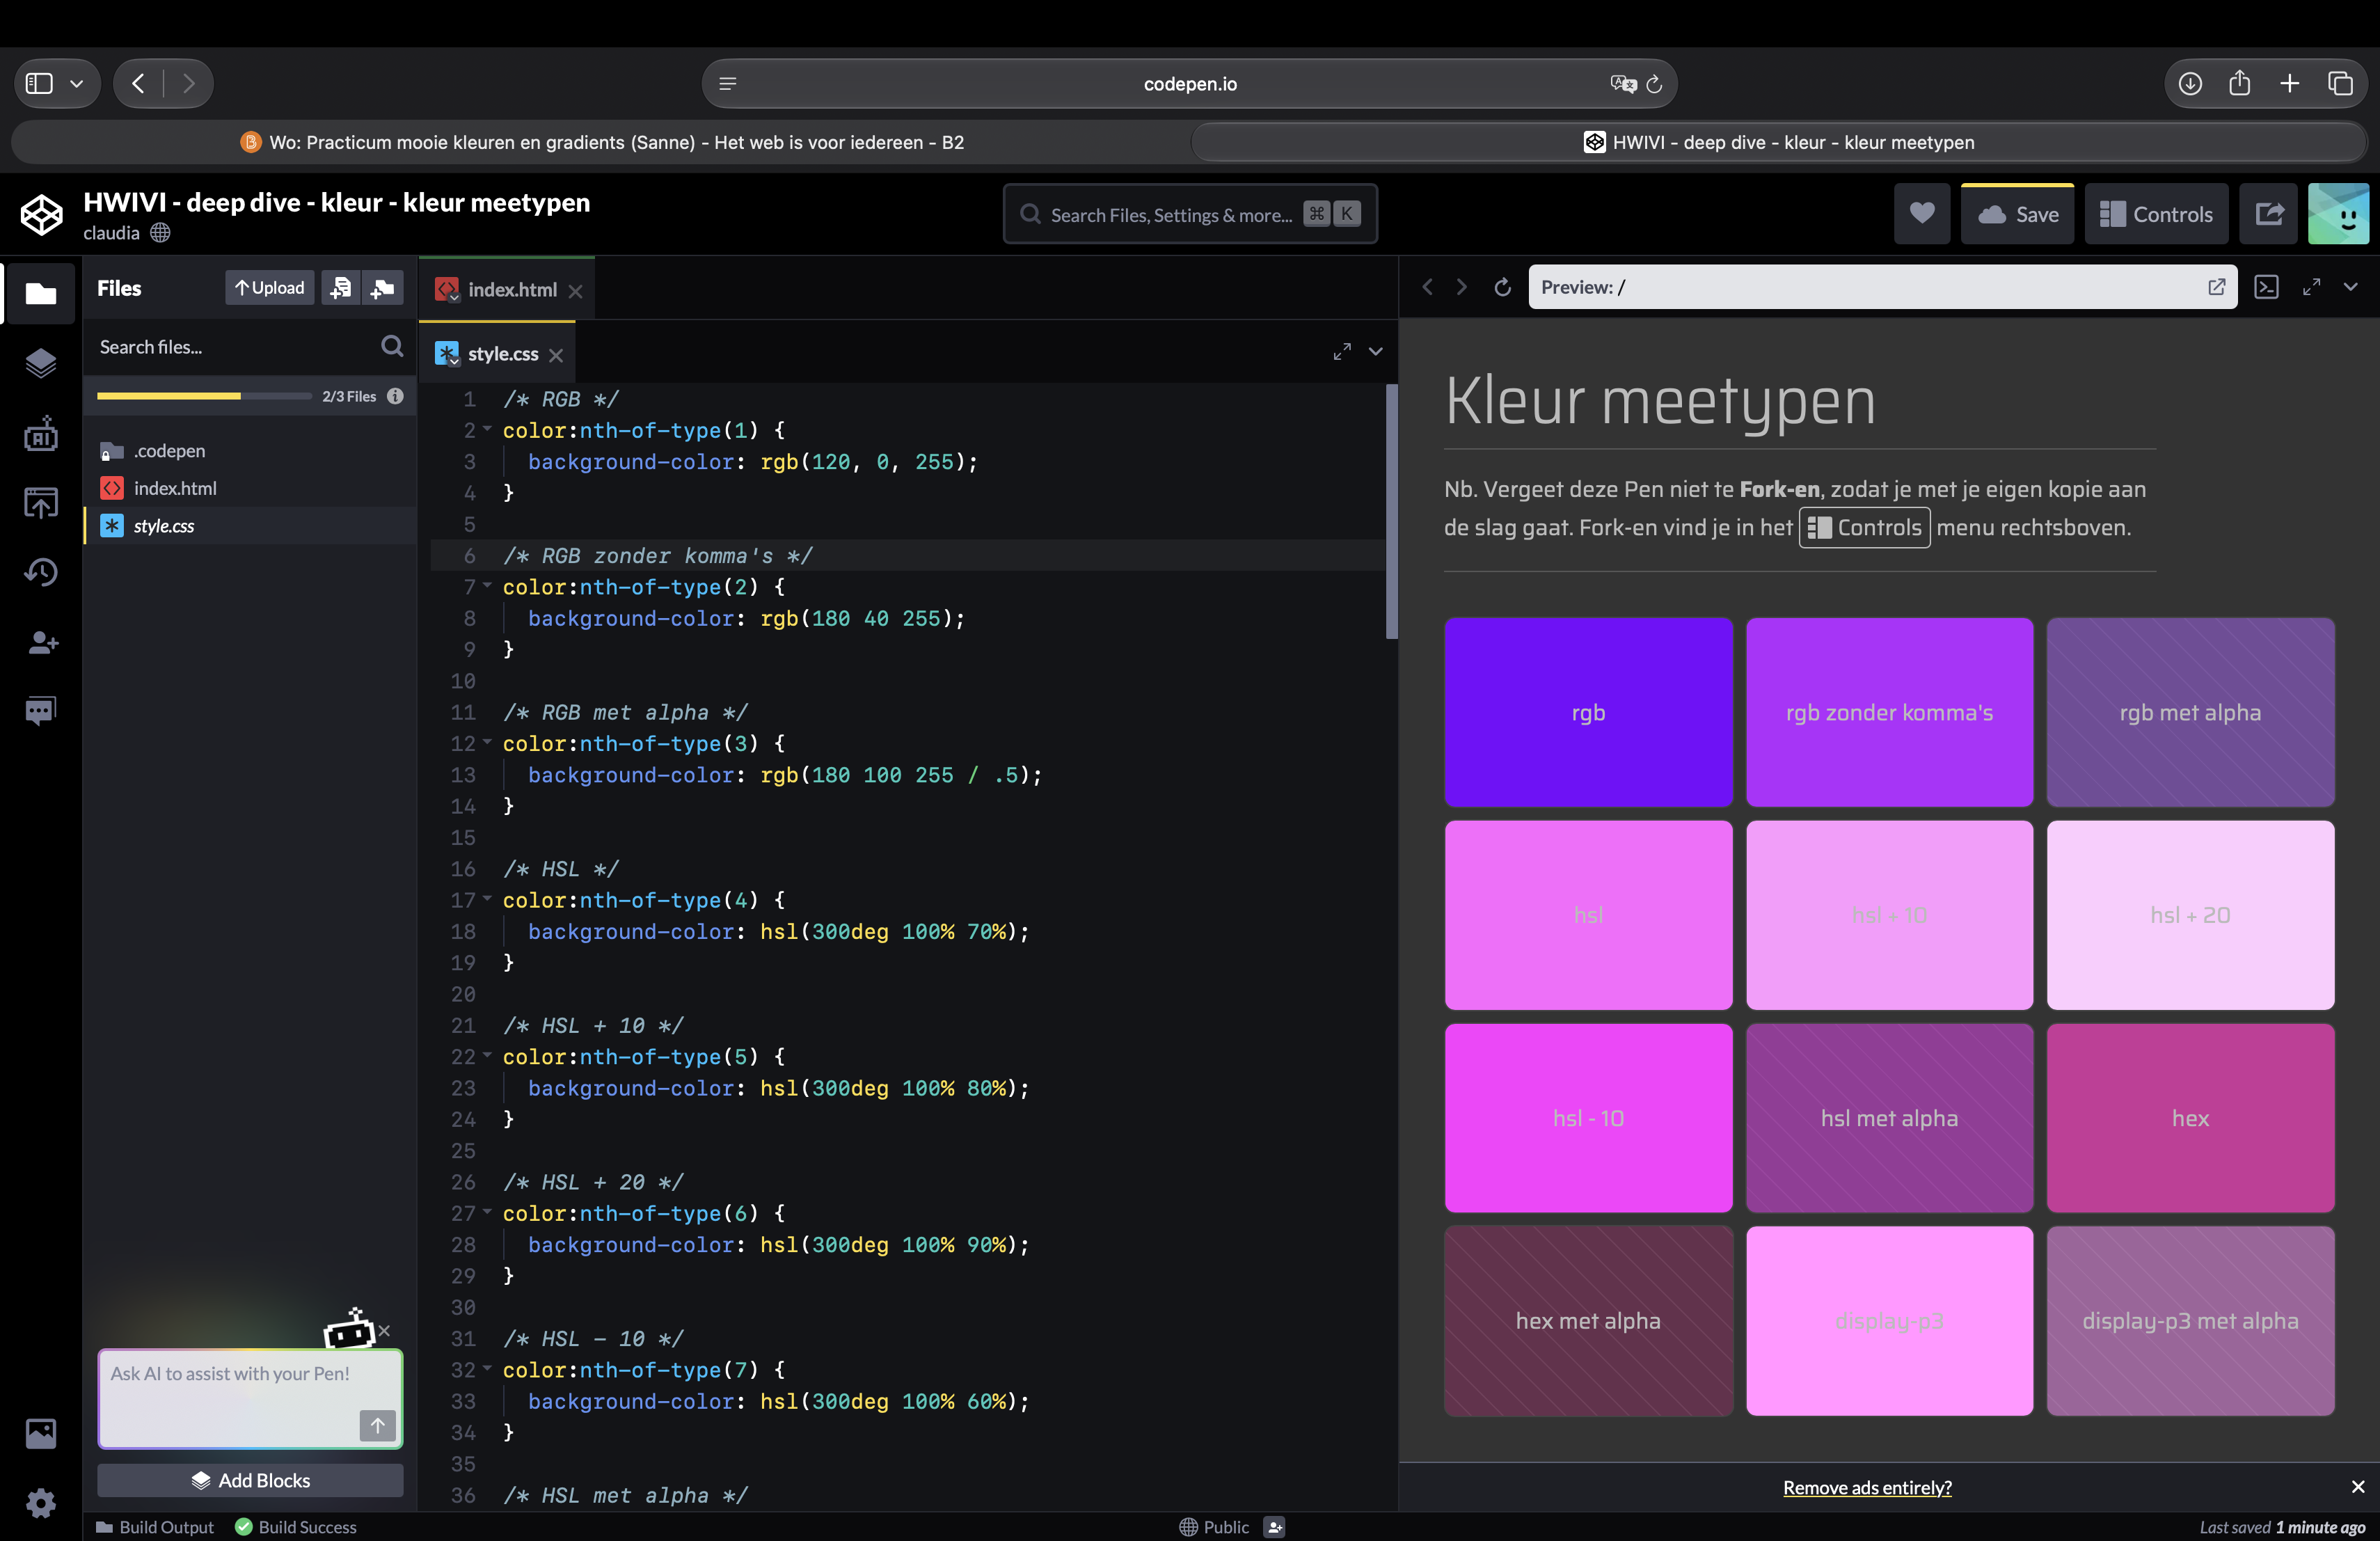 codepen.io
Wo: Practicum mooie kleuren en gradients (Sanne) - Het web is voor iedereen - B2
HWIVI - deep dive - kleur - kleur meetypen
HWIVI - deep dive - kleur - kleur meetypen
claudia
Search Files, Settings & more... ⌘ K
Save
Controls
Files
Upload
Search files...
2/3 Files
.codepen
index.html
style.css
AI
Ask AI to assist with your Pen!
Add Blocks
index.html
style.css
1 /* RGB */
2 color:nth-of-type(1) {
3 background-color: rgb(120, 0, 255);
4 }
5
6 /* RGB zonder komma's */
7 color:nth-of-type(2) {
8 background-color: rgb(180 40 255);
9 }
10
11 /* RGB met alpha */
12 color:nth-of-type(3) {
13 background-color: rgb(180 100 255 / .5);
14 }
15
16 /* HSL */
17 color:nth-of-type(4) {
18 background-color: hsl(300deg 100% 70%);
19 }
20
21 /* HSL + 10 */
22 color:nth-of-type(5) {
23 background-color: hsl(300deg 100% 80%);
24 }
25
26 /* HSL + 20 */
27 color:nth-of-type(6) {
28 background-color: hsl(300deg 100% 90%);
29 }
30
31 /* HSL - 10 */
32 color:nth-of-type(7) {
33 background-color: hsl(300deg 100% 60%);
34 }
35
36 /* HSL met alpha */
Preview: /
Kleur meetypen
Nb. Vergeet deze Pen niet te Fork-en, zodat je met je eigen kopie aan
de slag gaat. Fork-en vind je in het Controls menu rechtsboven.
rgb
rgb zonder komma's
rgb met alpha
hsl
hsl + 10
hsl + 20
hsl - 10
hsl met alpha
hex
hex met alpha
display-p3
display-p3 met alpha
Remove ads entirely?
Build Output
Build Success
Public
Last saved 1 minute ago